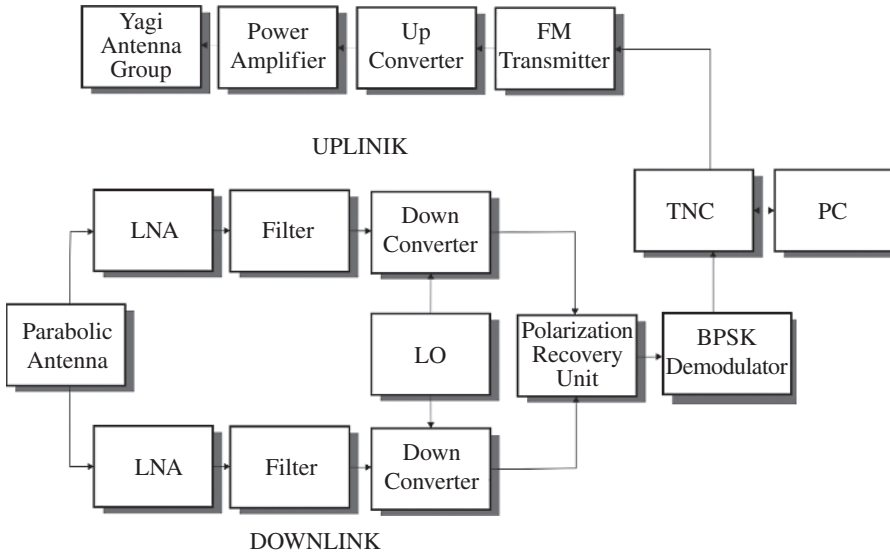 Yagi
Antenna
Group
Power
Amplifier
Up
Converter
FM
Transmitter
UPLINIK
LNA
Filter
Down
Converter
TNC
PC
Parabolic
Antenna
LO
Polarization
Recovery
Unit
BPSK
Demodulator
LNA
Filter
Down
Converter
DOWNLINK